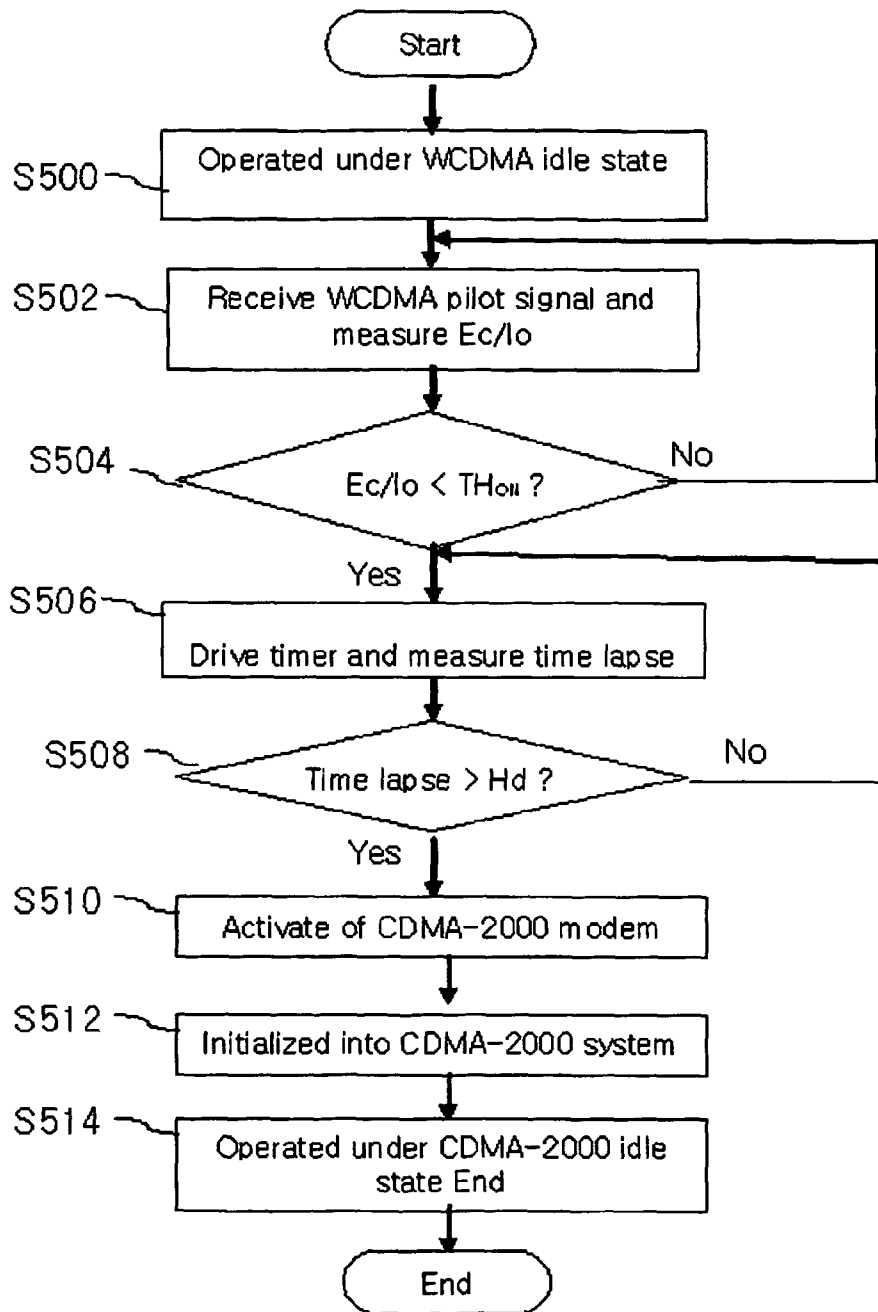 Start
S500
Operated under WCDMA idle state
S502
Receive WCDMA pilot signal and
measure Ec/Io
S504
Ec/Io < THON ?
No
Yes
S506
Drive timer and measure time lapse
S508
Time lapse > Hd ?
No
Yes
S510
Activate of CDMA-2000 modem
S512
Initialized into CDMA-2000 system
S514
Operated under CDMA-2000 idle
state End
End